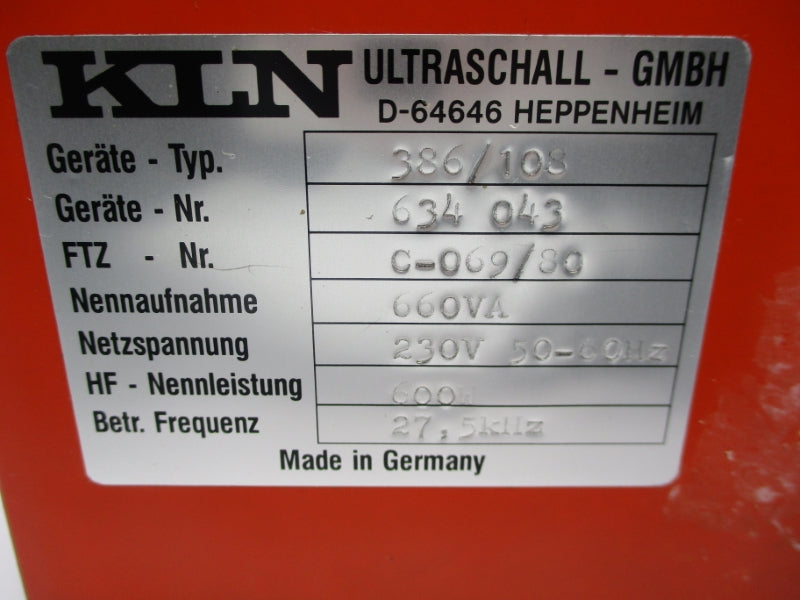 KLN ULTRASCHALL - GMBH
D-64646 HEPPENHEIM
Geräte - Typ. 386/108
Geräte - Nr. 634 043
FTZ - Nr. C-069/80
Nennaufnahme 660VA
Netzspannung 230V 50-60Hz
HF - Nennleistung 600W
Betr. Frequenz 27,5kHz
Made in Germany